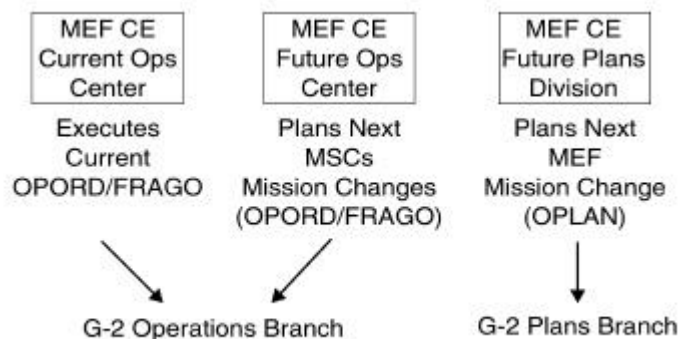 MEF CE
Current Ops
Center
MEF CE
Future Ops
Center
MEF CE
Future Plans
Division
Executes
Current
OPORD/FRAGO
Plans Next
MSCs
Mission Changes
(OPORD/FRAGO)
Plans Next
MEF
Mission Change
(OPLAN)
G-2 Operations Branch
G-2 Plans Branch